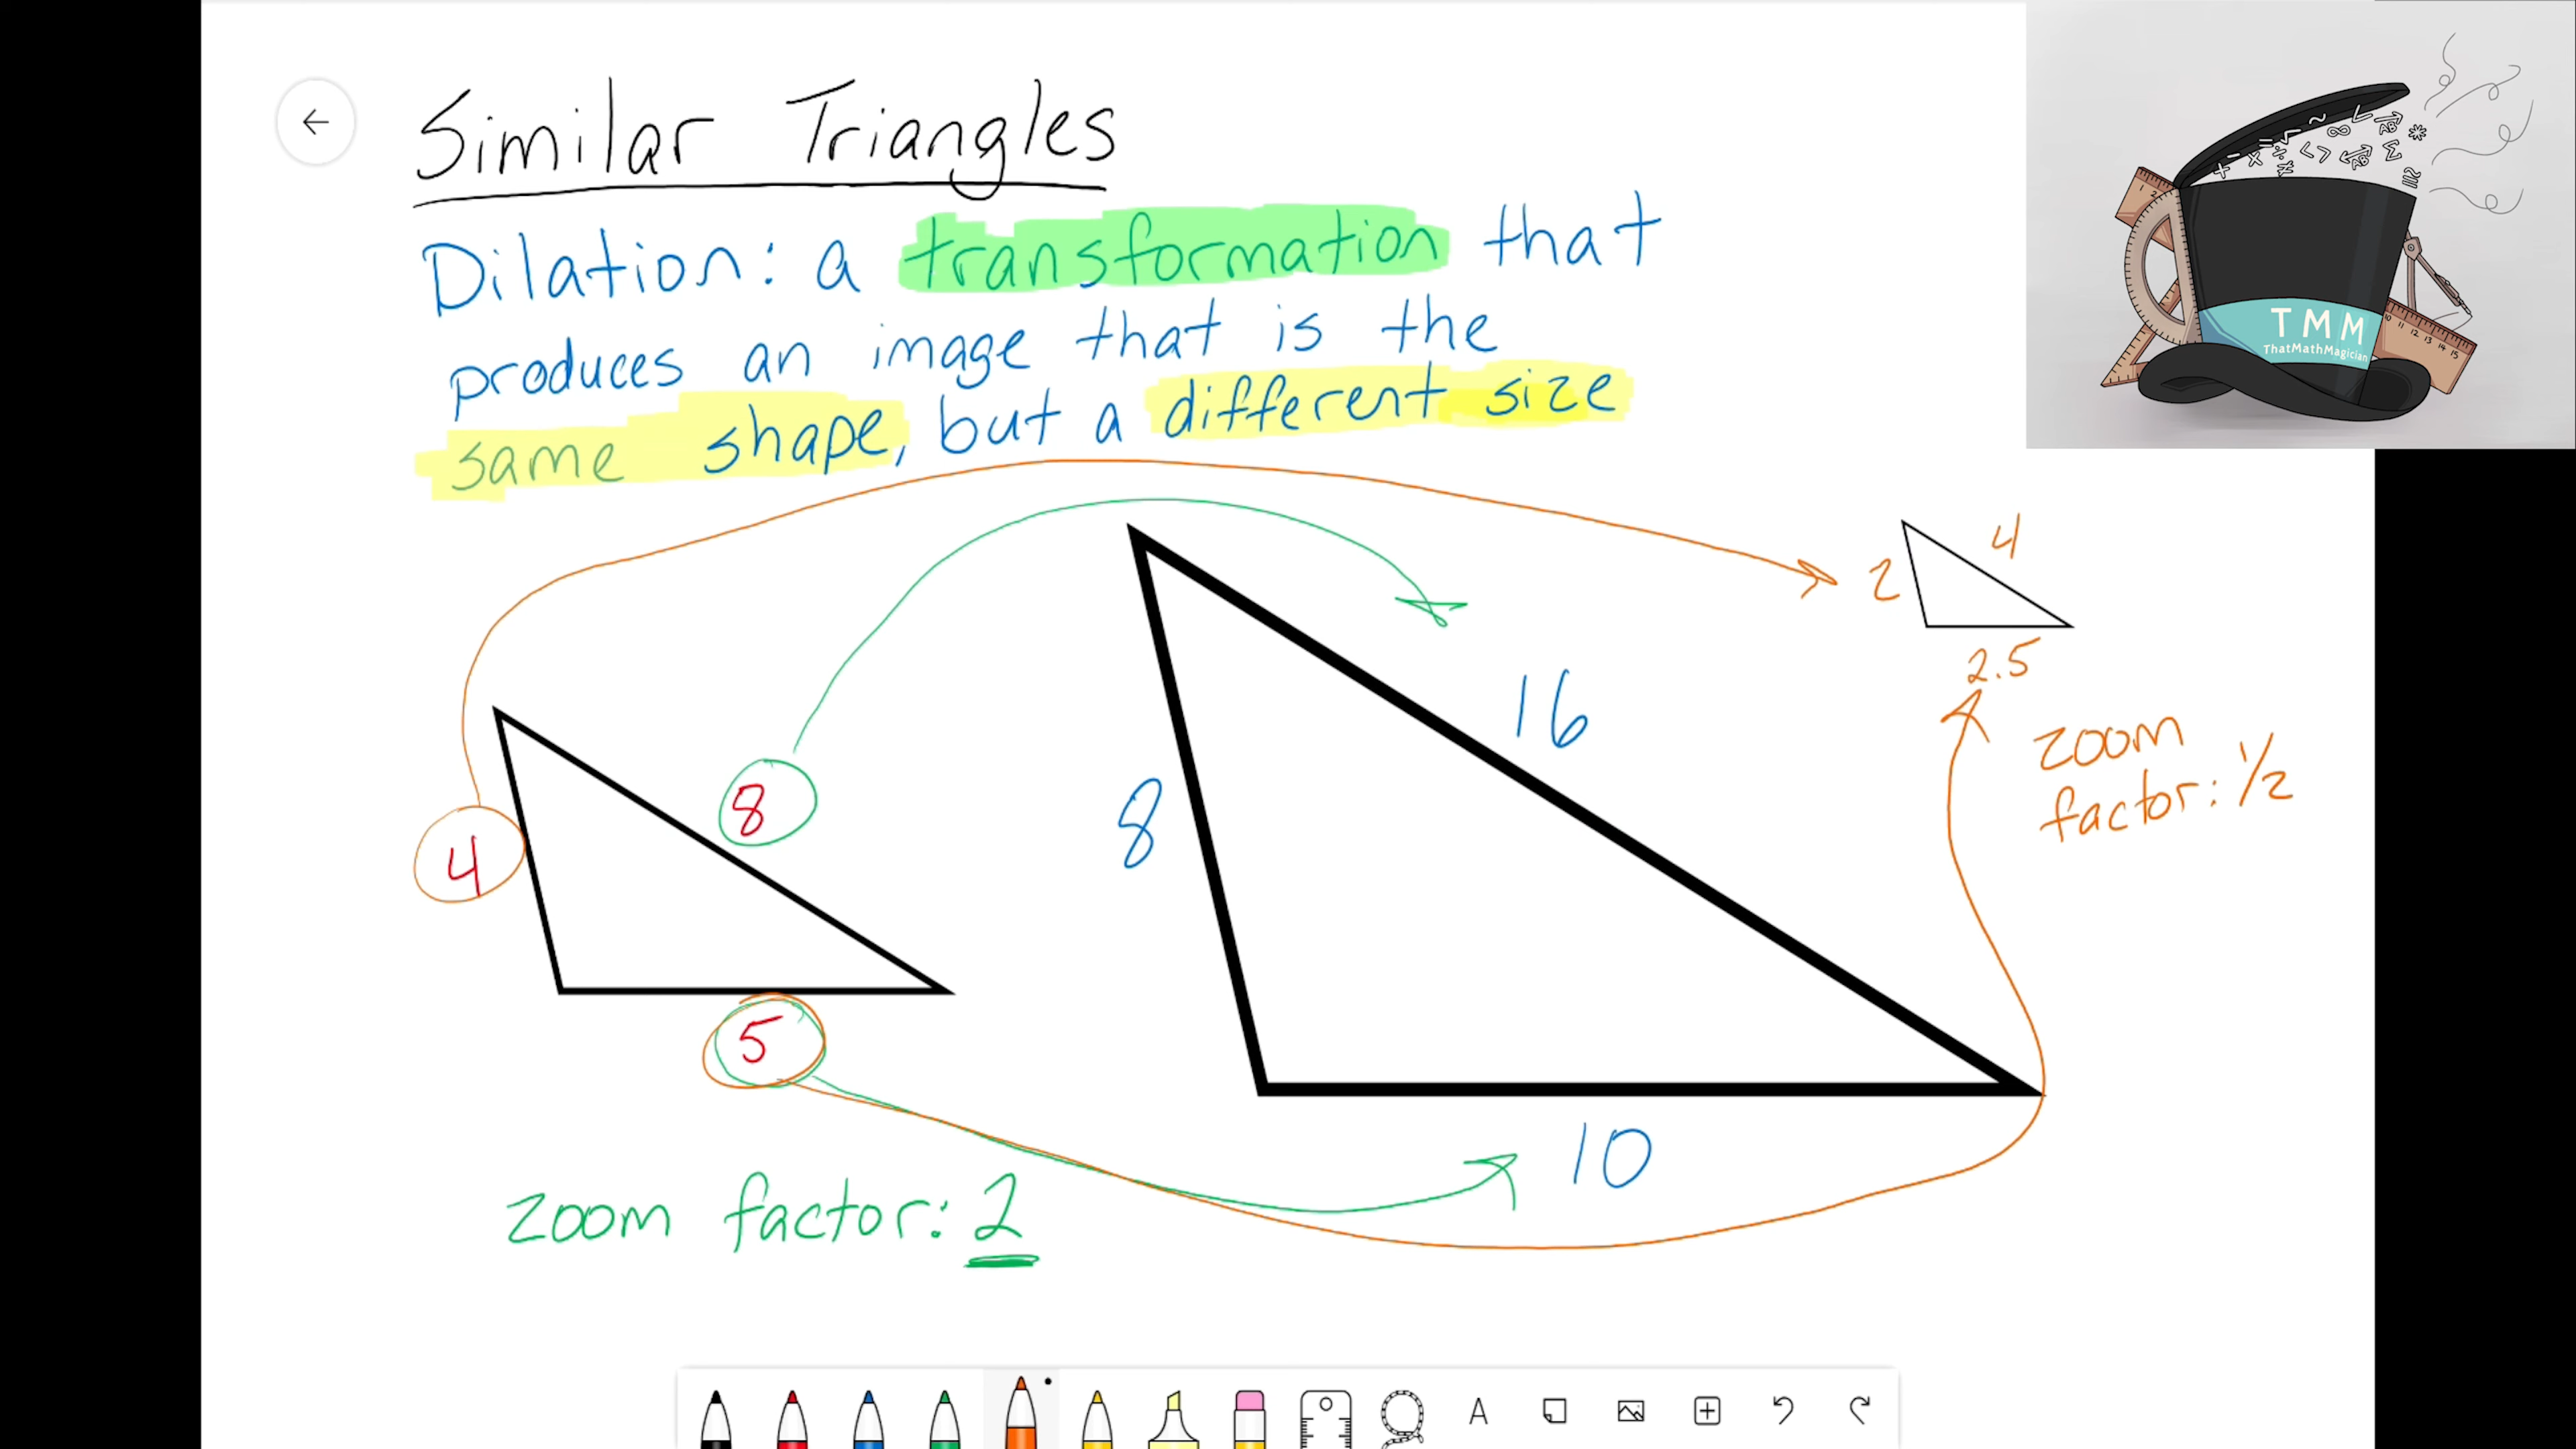 Similar Triangles
Dilation: a transformation that
produces an image that is the
same shape, but a different size
4
8
5
8
16
10
2
4
2.5
zoom
factor: 1/2
zoom factor: 2
TMM
ThatMathMagician
A